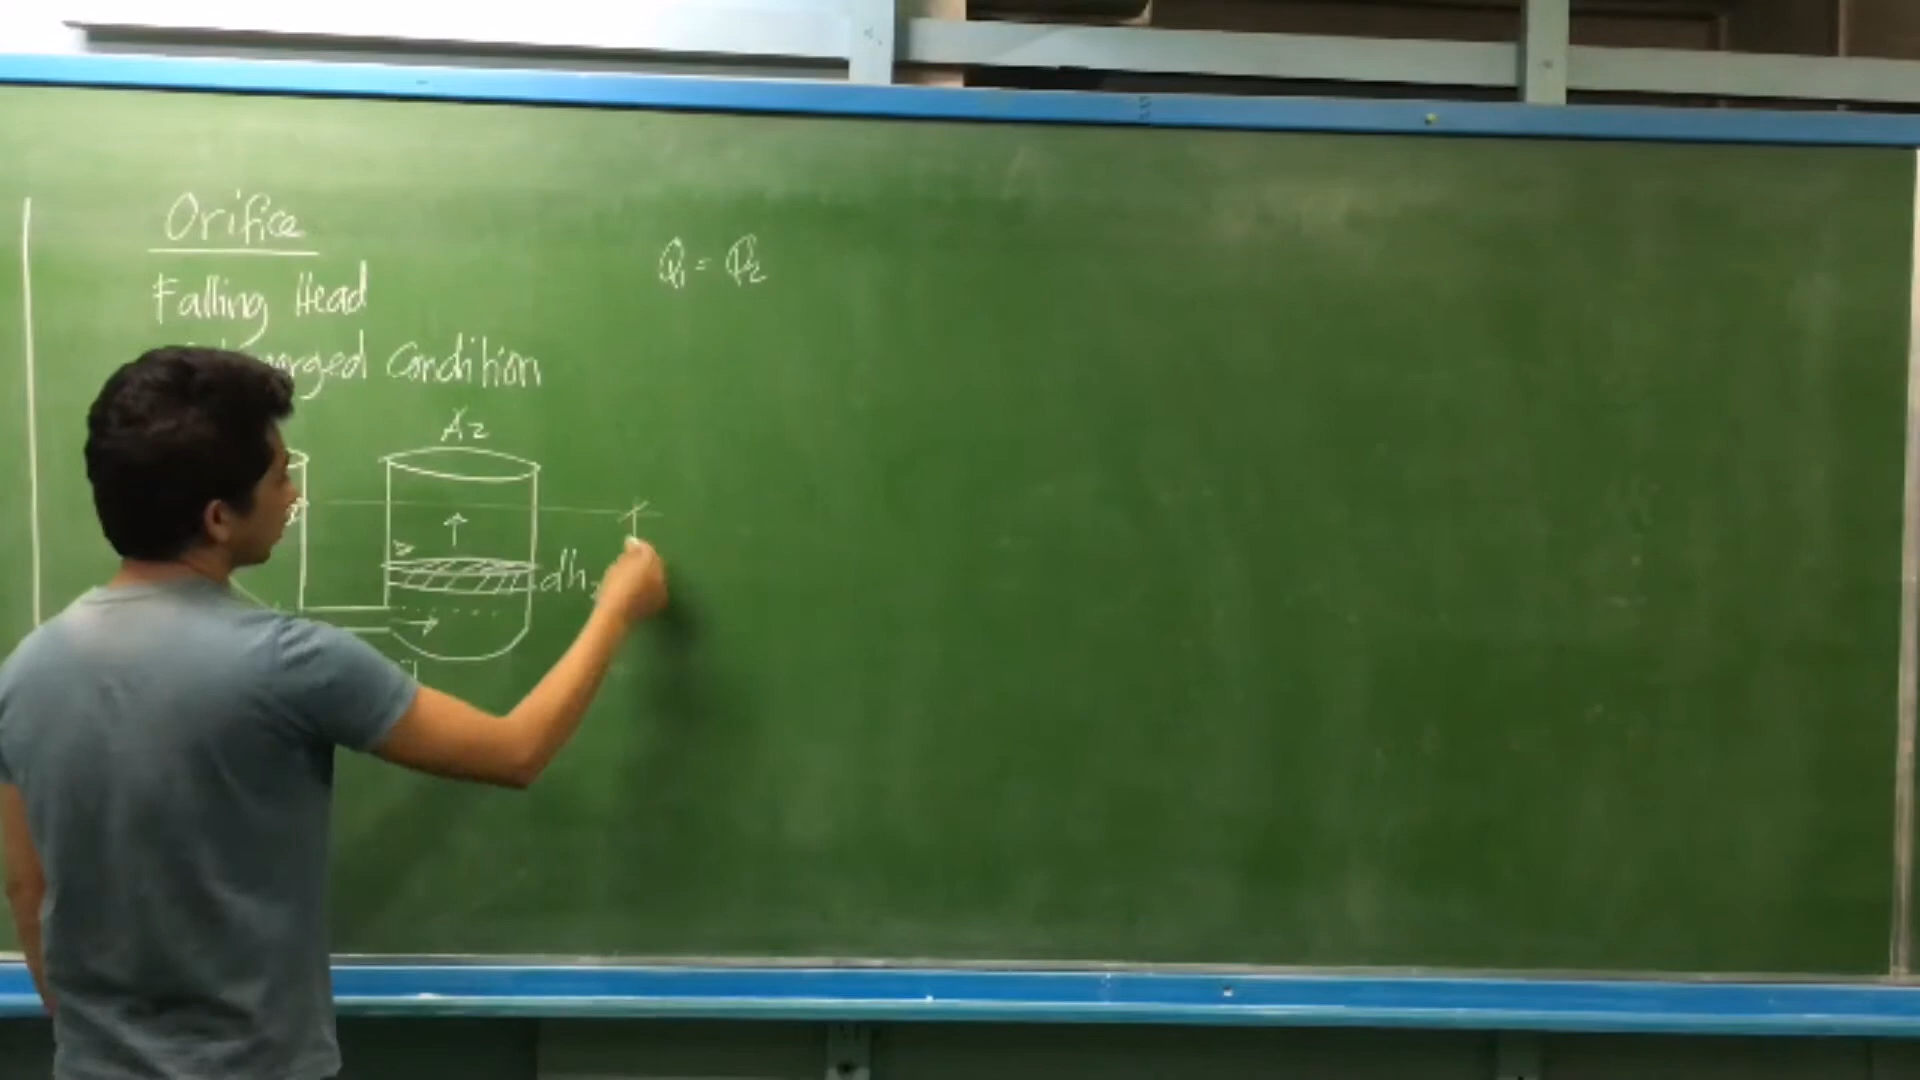 Orifice
Falling Head
Condition
Q₁ = Q₂
A₂
dh